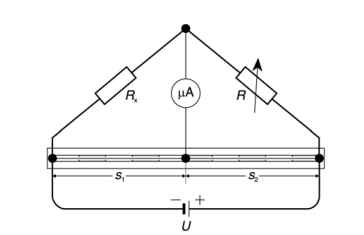 μA
Rₓ
R
s₁
s₂
− +
U